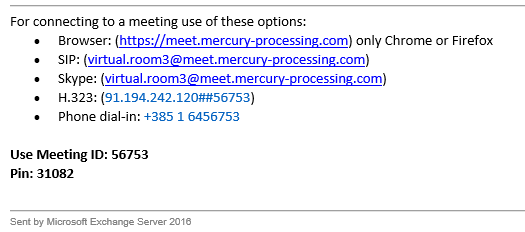 For connecting to a meeting use of these options:
• Browser: (https://meet.mercury-processing.com) only Chrome or Firefox
• SIP: (virtual.room3@meet.mercury-processing.com)
• Skype: (virtual.room3@meet.mercury-processing.com)
• H.323: (91.194.242.120##56753)
• Phone dial-in: +385 1 6456753
Use Meeting ID: 56753
Pin: 31082
Sent by Microsoft Exchange Server 2016